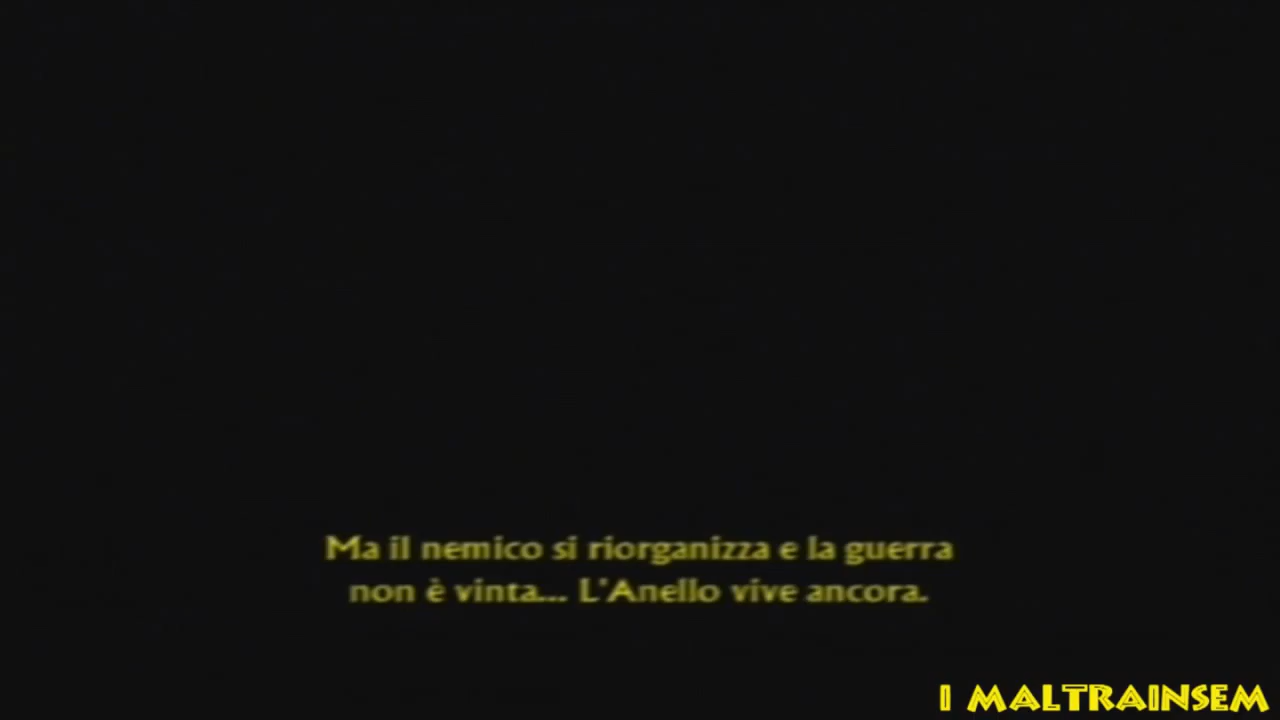 Ma il nemico si riorganizza e la guerra
non è vinta... L'Anello vive ancora.
I MALTRAINSEM